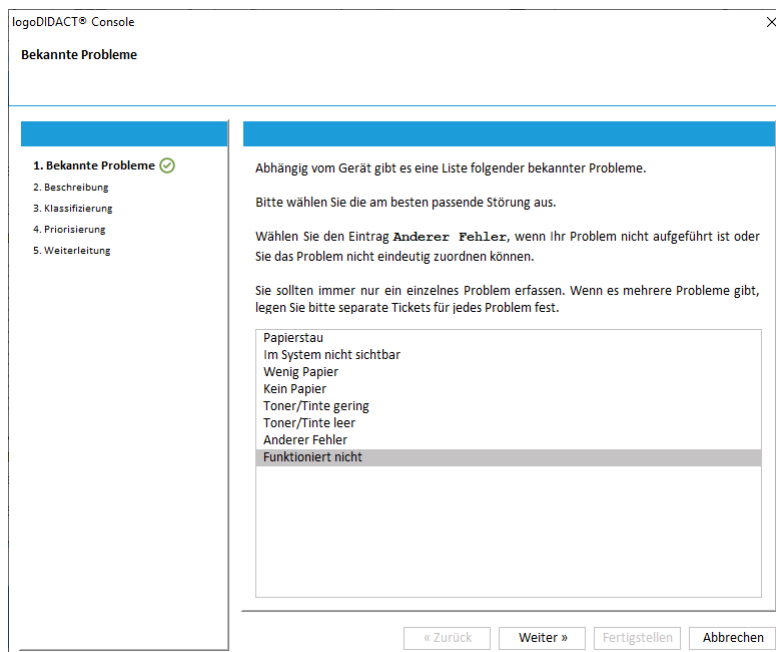 logoDIDACT® Console
Bekannte Probleme
1. Bekannte Probleme
2. Beschreibung
3. Klassifizierung
4. Priorisierung
5. Weiterleitung
Abhängig vom Gerät gibt es eine Liste folgender bekannter Probleme.
Bitte wählen Sie die am besten passende Störung aus.
Wählen Sie den Eintrag Anderer Fehler, wenn Ihr Problem nicht aufgeführt ist oder
Sie das Problem nicht eindeutig zuordnen können.
Sie sollten immer nur ein einzelnes Problem erfassen. Wenn es mehrere Probleme gibt,
legen Sie bitte separate Tickets für jedes Problem fest.
Papierstau
Im System nicht sichtbar
Wenig Papier
Kein Papier
Toner/Tinte gering
Toner/Tinte leer
Anderer Fehler
Funktioniert nicht
« Zurück
Weiter »
Fertigstellen
Abbrechen